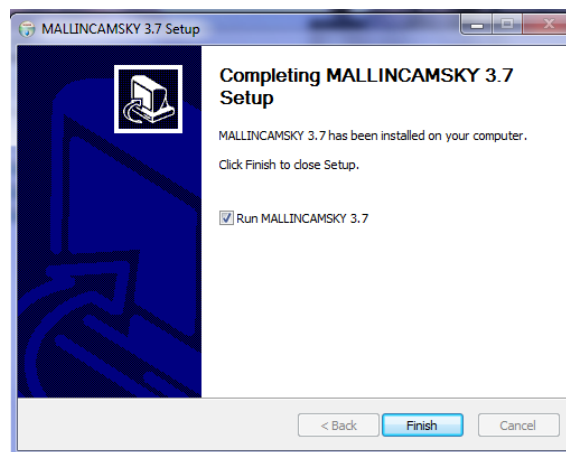 MALLINCAMSKY 3.7 Setup
Completing MALLINCAMSKY 3.7
Setup
MALLINCAMSKY 3.7 has been installed on your computer.
Click Finish to close Setup.
Run MALLINCAMSKY 3.7
< Back
Finish
Cancel